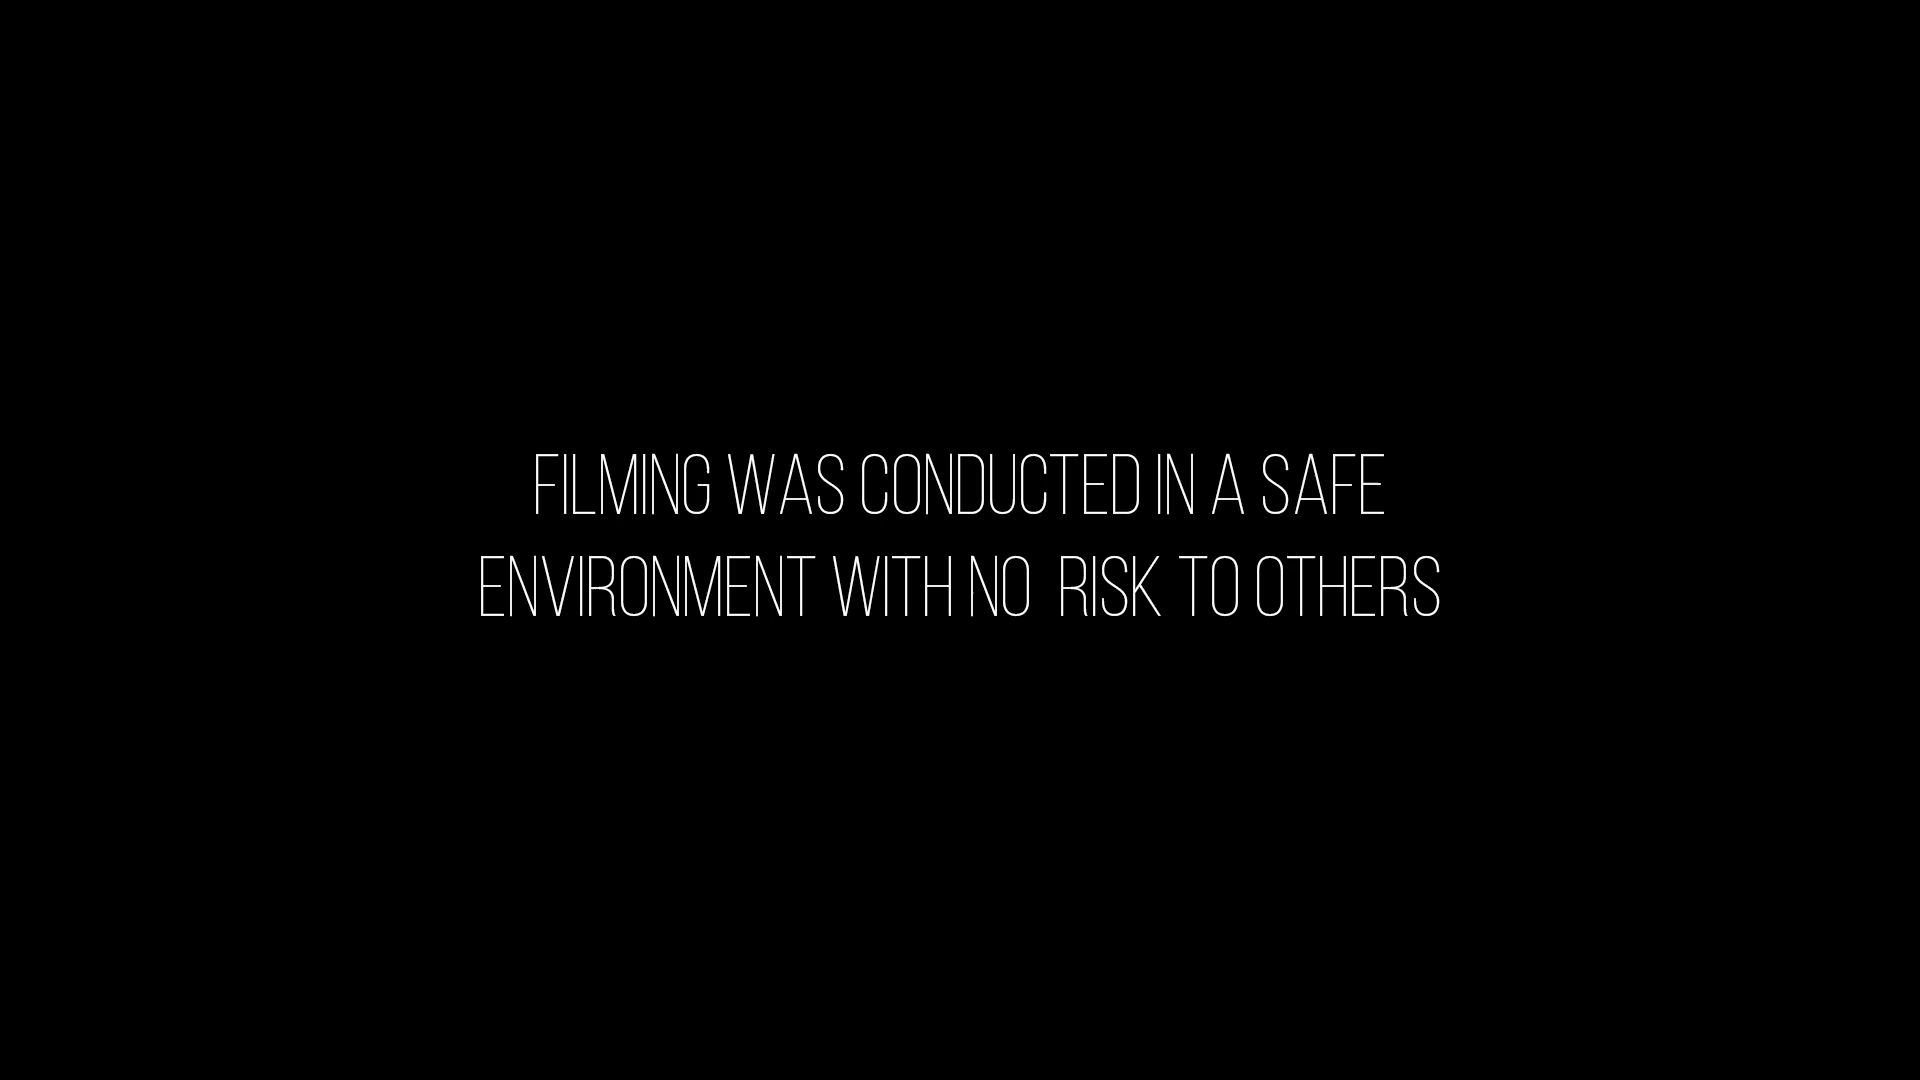 FILMING WAS CONDUCTED IN A SAFE
ENVIRONMENT WITH NO RISK TO OTHERS